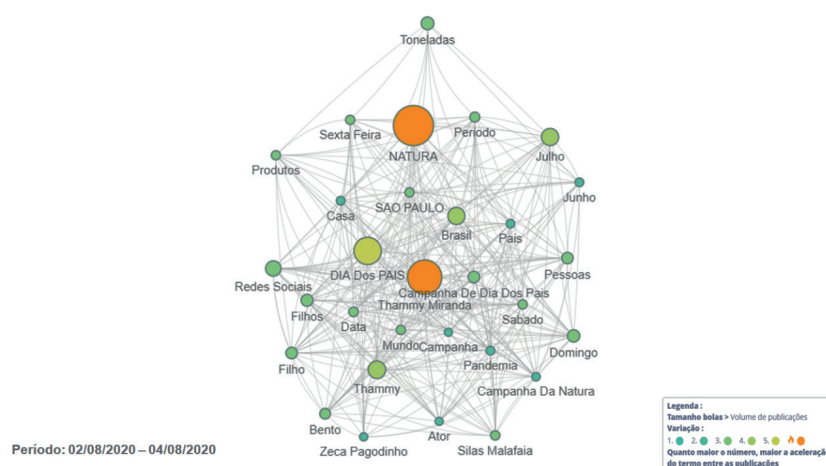 Toneladas
Sexta Feira
Periodo
NATURA
Julho
Produtos
Junho
Casa
SAO PAULO
Brasil
Pais
DIA Dos PAIS
Pessoas
Redes Sociais
Campanha De Dia Dos Pais
Thammy Miranda
Filhos
Sabado
Data
Mundo
Campanha
Domingo
Pandemia
Filho
Thammy
Campanha Da Natura
Bento
Ator
Zeca Pagodinho
Silas Malafaia
Período: 02/08/2020 – 04/08/2020
Legenda :
Tamanho bolas > Volume de publicações
Variação :
1. 2. 3. 4. 5.
Quanto maior o número, maior a aceleração
do termo entre as publicações